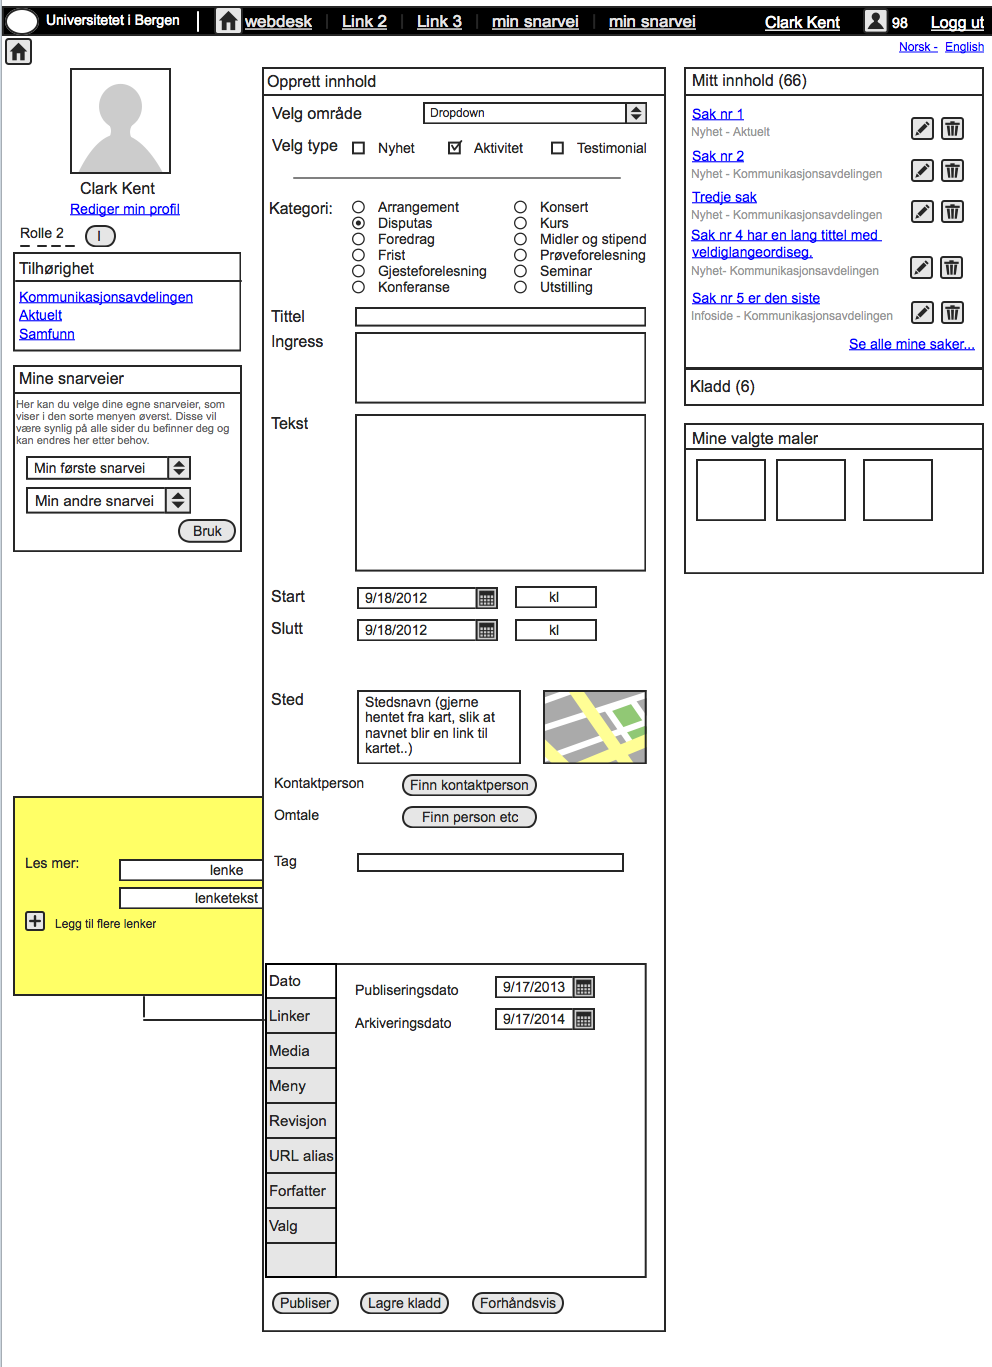 Universitetet i Bergen
webdesk
Link 2
Link 3
min snarvei
min snarvei
Clark Kent
98
Logg ut
Norsk - English
Clark Kent
Rediger min profil
Rolle 2
I
Tilhørighet
Kommunikasjonsavdelingen
Aktuelt
Samfunn
Mine snarveier
Her kan du velge dine egne snarveier, som
viser i den sorte menyen øverst. Disse vil
være synlig på alle sider du befinner deg og
kan endres her etter behov.
Min første snarvei
Min andre snarvei
Bruk
Les mer:
lenke
lenketekst
Legg til flere lenker
Opprett innhold
Velg område
Dropdown
Velg type
Nyhet
Aktivitet
Testimonial
Kategori:
Arrangement
Disputas
Foredrag
Frist
Gjesteforelesning
Konferanse
Konsert
Kurs
Midler og stipend
Prøveforelesning
Seminar
Utstilling
Tittel
Ingress
Tekst
Start
9/18/2012
kl
Slutt
9/18/2012
kl
Sted
Stedsnavn (gjerne
hentet fra kart, slik at
navnet blir en link til
kartet..)
Kontaktperson
Finn kontaktperson
Omtale
Finn person etc
Tag
Dato
Linker
Media
Meny
Revisjon
URL alias
Forfatter
Valg
Publiseringsdato
9/17/2013
Arkiveringsdato
9/17/2014
Publiser
Lagre kladd
Forhåndsvis
Mitt innhold (66)
Sak nr 1
Nyhet - Aktuelt
Sak nr 2
Nyhet - Kommunikasjonsavdelingen
Tredje sak
Nyhet - Kommunikasjonsavdelingen
Sak nr 4 har en lang tittel med
veldiglangeordiseg.
Nyhet- Kommunikasjonsavdelingen
Sak nr 5 er den siste
Infoside - Kommunikasjonsavdelingen
Se alle mine saker...
Kladd (6)
Mine valgte maler